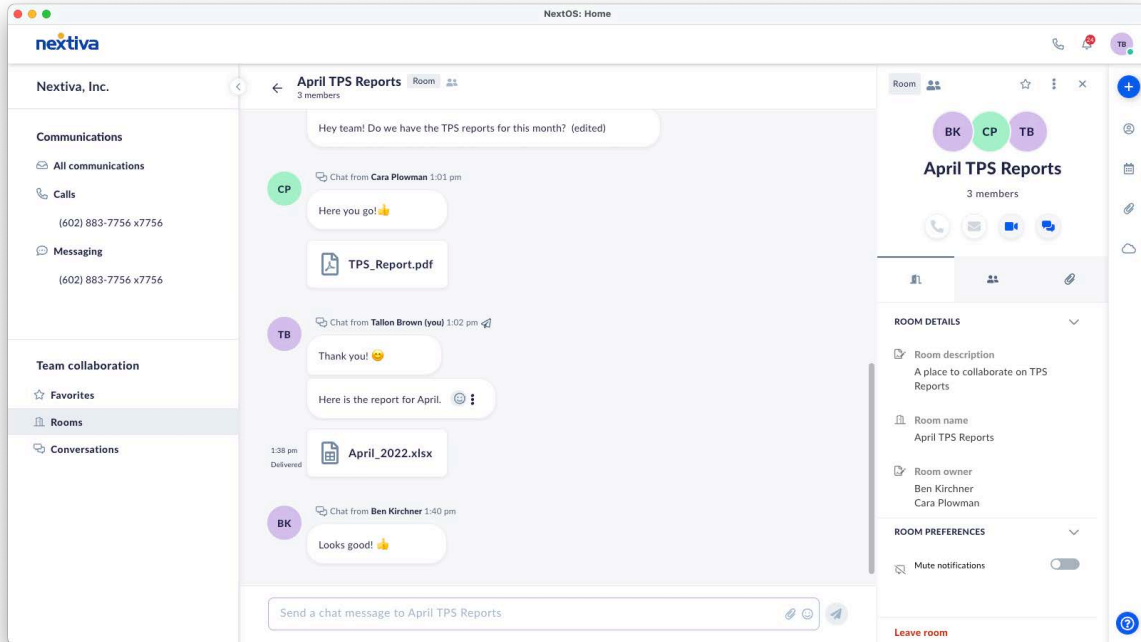 NextOS: Home
nextiva
24
TB
Nextiva, Inc.
Communications
All communications
Calls
(602) 883-7756 x7756
Messaging
(602) 883-7756 x7756
Team collaboration
Favorites
Rooms
Conversations
April TPS Reports Room
3 members
Hey team! Do we have the TPS reports for this month? (edited)
CP
Chat from Cara Plowman 1:01 pm
Here you go!👍
TPS_Report.pdf
TB
Chat from Tallon Brown (you) 1:02 pm
Thank you! 😊
Here is the report for April.
1:38 pm
Delivered
April_2022.xlsx
BK
Chat from Ben Kirchner 1:40 pm
Looks good! 👍
Send a chat message to April TPS Reports
Room
BK CP TB
April TPS Reports
3 members
ROOM DETAILS
Room description
A place to collaborate on TPS
Reports
Room name
April TPS Reports
Room owner
Ben Kirchner
Cara Plowman
ROOM PREFERENCES
Mute notifications
Leave room